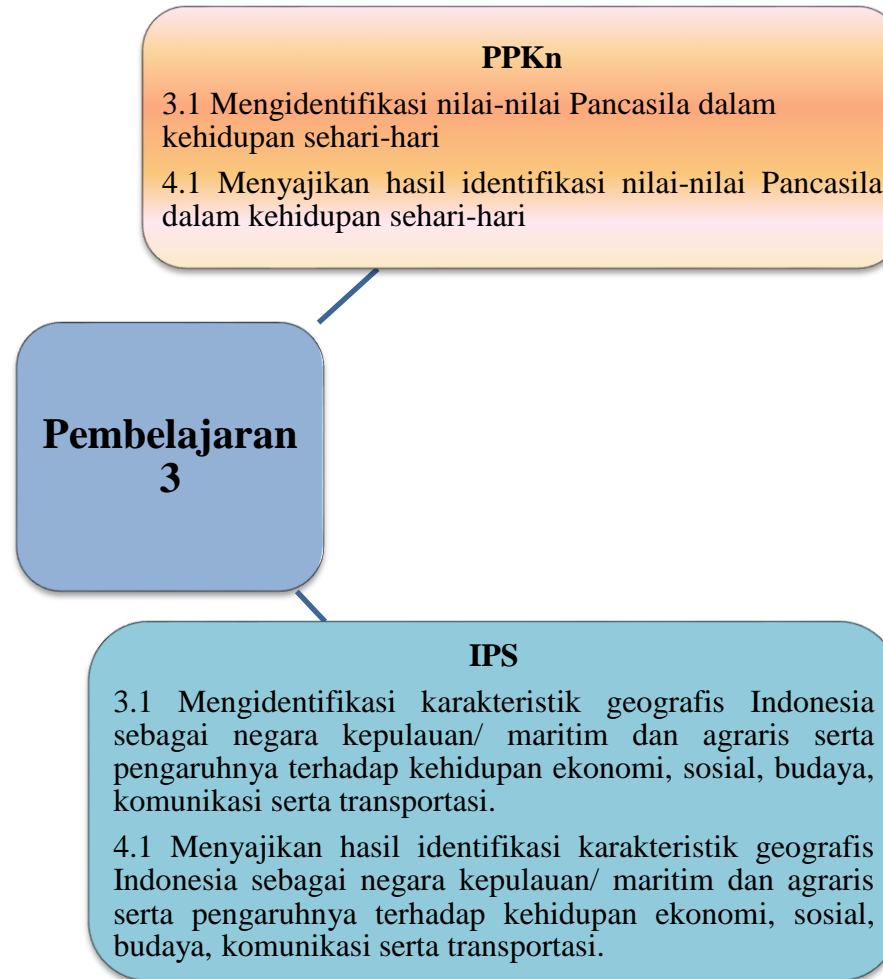 PPKn
3.1 Mengidentifikasi nilai-nilai Pancasila dalam
kehidupan sehari-hari
4.1 Menyajikan hasil identifikasi nilai-nilai Pancasila
dalam kehidupan sehari-hari
Pembelajaran
3
IPS
3.1 Mengidentifikasi karakteristik geografis Indonesia
sebagai negara kepulauan/ maritim dan agraris serta
pengaruhnya terhadap kehidupan ekonomi, sosial, budaya,
komunikasi serta transportasi.
4.1 Menyajikan hasil identifikasi karakteristik geografis
Indonesia sebagai negara kepulauan/ maritim dan agraris
serta pengaruhnya terhadap kehidupan ekonomi, sosial,
budaya, komunikasi serta transportasi.